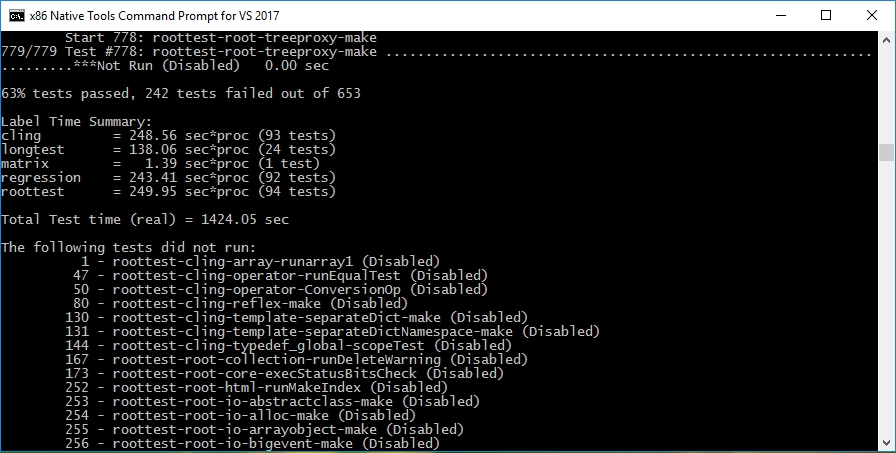 x86 Native Tools Command Prompt for VS 2017
Start 778: roottest-root-treeproxy-make
779/779 Test #778: roottest-root-treeproxy-make .............................................................
.........***Not Run (Disabled)   0.00 sec
63% tests passed, 242 tests failed out of 653
Label Time Summary:
cling         = 248.56 sec*proc (93 tests)
longtest      = 138.06 sec*proc (24 tests)
matrix        =   1.39 sec*proc (1 test)
regression    = 243.41 sec*proc (92 tests)
roottest      = 249.95 sec*proc (94 tests)
Total Test time (real) = 1424.05 sec
The following tests did not run:
1 - roottest-cling-array-runarray1 (Disabled)
47 - roottest-cling-operator-runEqualTest (Disabled)
50 - roottest-cling-operator-ConversionOp (Disabled)
80 - roottest-cling-reflex-make (Disabled)
130 - roottest-cling-template-separateDict-make (Disabled)
131 - roottest-cling-template-separateDictNamespace-make (Disabled)
144 - roottest-cling-typedef_global-scopeTest (Disabled)
167 - roottest-root-collection-runDeleteWarning (Disabled)
173 - roottest-root-core-execStatusBitsCheck (Disabled)
252 - roottest-root-html-runMakeIndex (Disabled)
253 - roottest-root-io-abstractclass-make (Disabled)
254 - roottest-root-io-alloc-make (Disabled)
255 - roottest-root-io-arrayobject-make (Disabled)
256 - roottest-root-io-bigevent-make (Disabled)